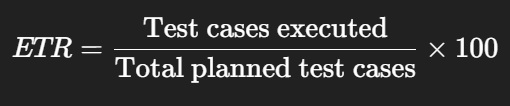 ETR = Test cases executed / Total planned test cases × 100